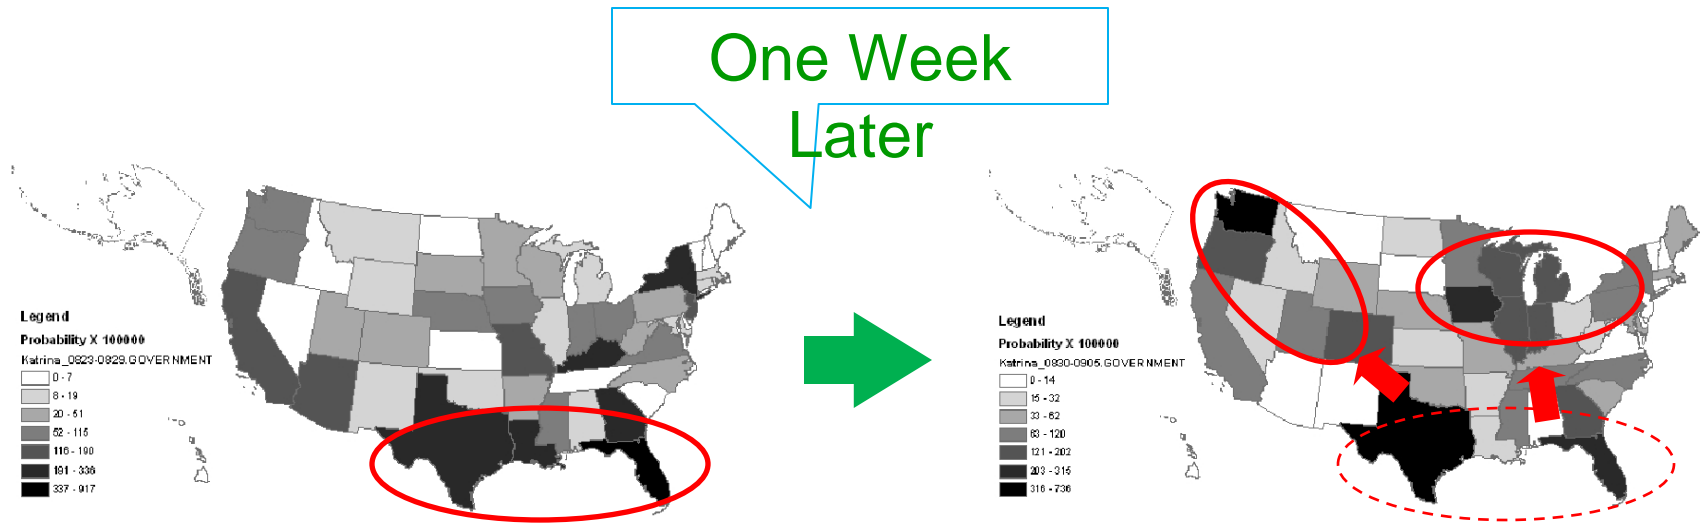 One Week
Later
Legend
Probability X 100000
Katrina_0823-0829.GOVERNMENT
0 - 7
8 - 19
20 - 51
52 - 115
116 - 190
191 - 336
337 - 917
Legend
Probability X 100000
Katrina_0830-0905.GOVERNMENT
0 - 14
15 - 32
33 - 62
63 - 120
121 - 202
203 - 315
316 - 736